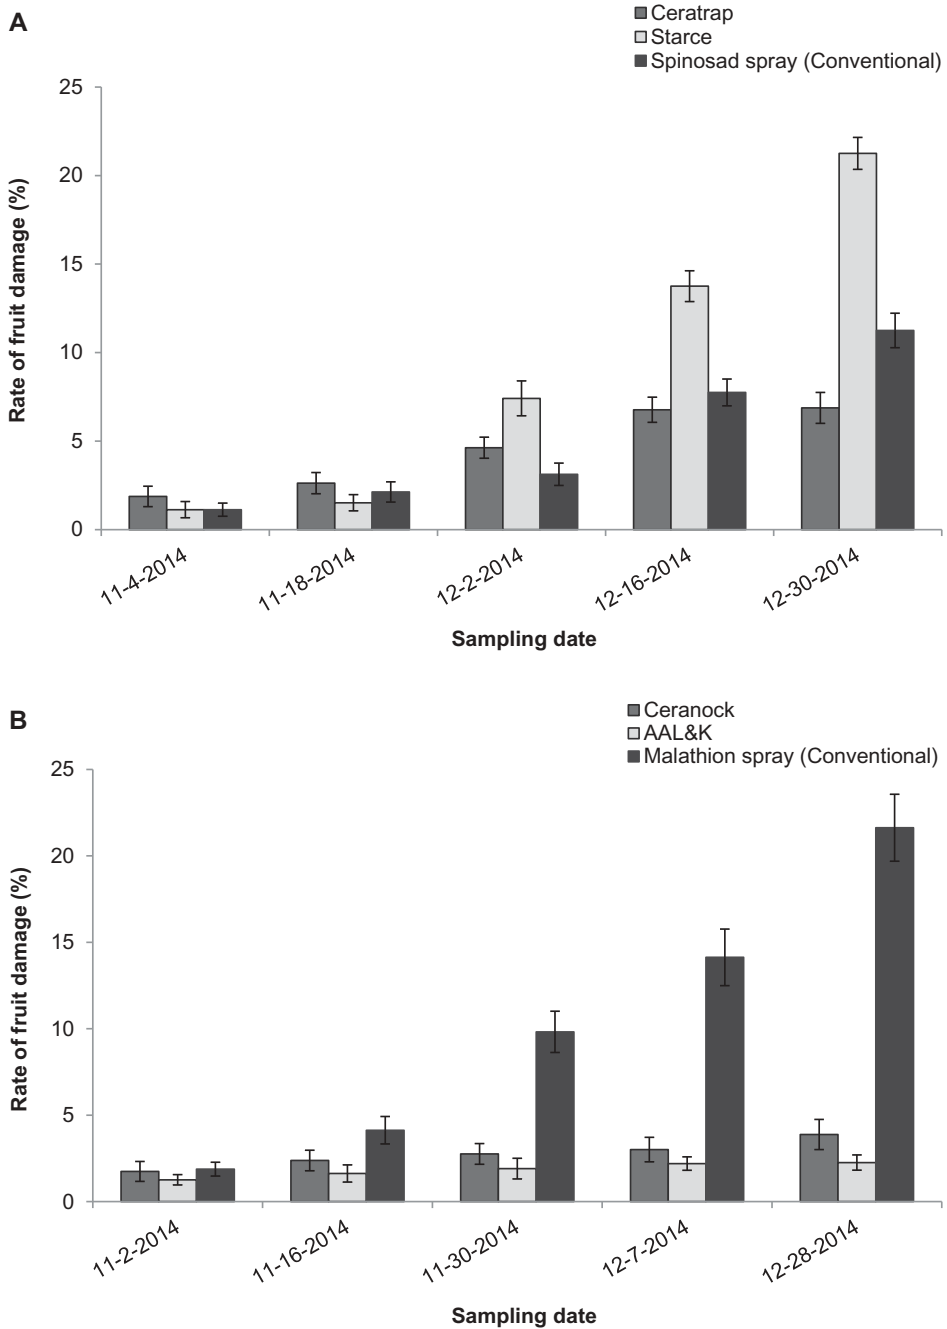 A
Ceratrap
Starce
Spinosad spray (Conventional)
Rate of fruit damage (%)
25
20
15
10
5
0
11-4-2014
11-18-2014
12-2-2014
12-16-2014
12-30-2014
Sampling date
B
Ceranock
AAL&K
Malathion spray (Conventional)
Rate of fruit damage (%)
25
20
15
10
5
0
11-2-2014
11-16-2014
11-30-2014
12-7-2014
12-28-2014
Sampling date